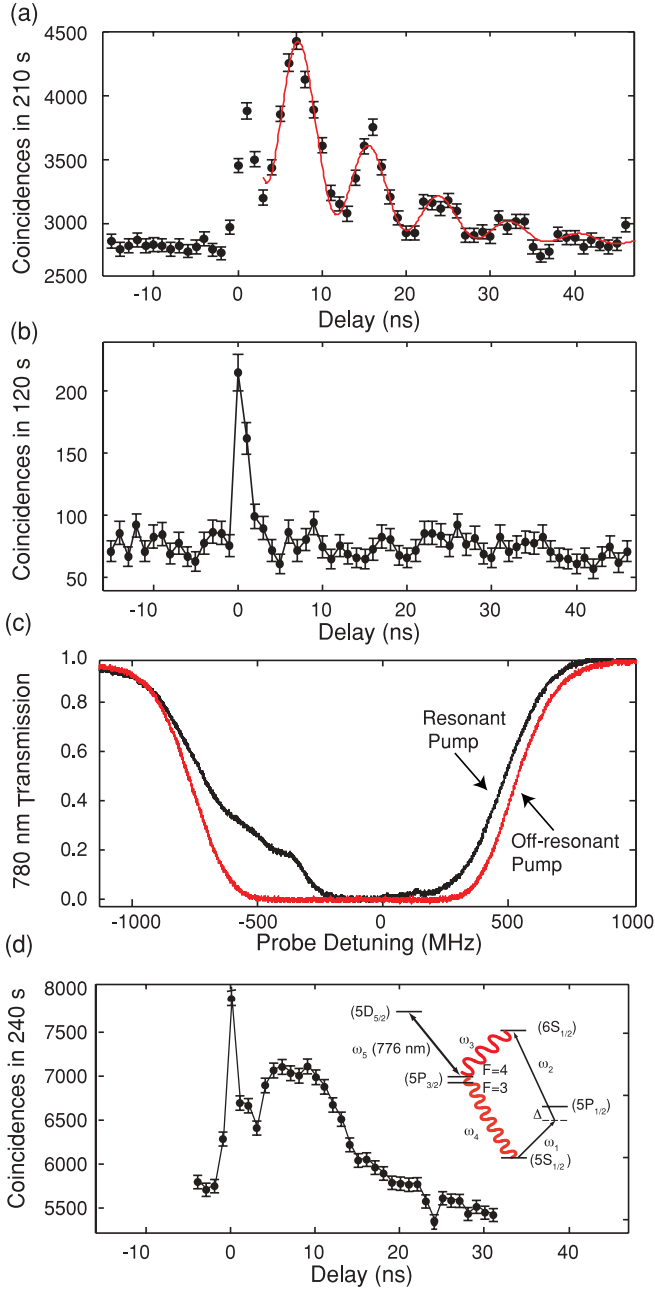 (a)
Coincidences in 210 s
4500
4000
3500
3000
2500
-10 0 10 20 30 40
Delay (ns)
(b)
Coincidences in 120 s
200
150
100
50
-10 0 10 20 30 40
Delay (ns)
(c)
780 nm Transmission
1.0
0.8
0.6
0.4
0.2
0.0
Resonant
Pump
Off-resonant
Pump
-1000 -500 0 500 1000
Probe Detuning (MHz)
(d)
Coincidences in 240 s
8000
7500
7000
6500
6000
5500
(5D5/2)
(6S1/2)
ω3
ω5 (776 nm)
ω2
F=4
(5P3/2)
F=3
(5P1/2)
Δ
ω4
ω1
(5S1/2)
-10 0 10 20 30 40
Delay (ns)